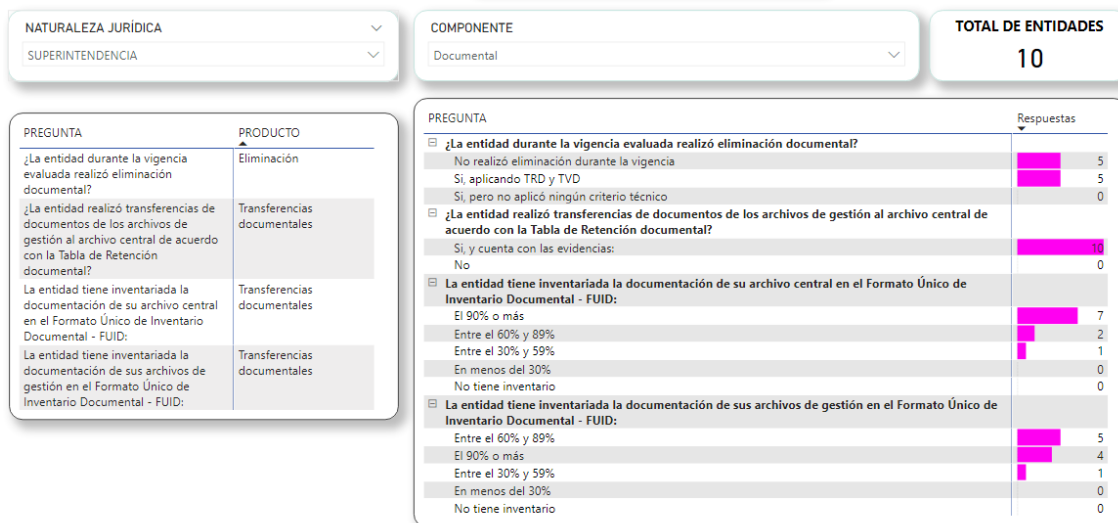 NATURALEZA JURÍDICA
SUPERINTENDENCIA
COMPONENTE
Documental
TOTAL DE ENTIDADES
10
PREGUNTA PRODUCTO
¿La entidad durante la vigencia Eliminación
evaluada realizó eliminación
documental?
¿La entidad realizó transferencias de Transferencias
documentos de los archivos de documentales
gestión al archivo central de acuerdo
con la Tabla de Retención
documental?
La entidad tiene inventariada la Transferencias
documentación de su archivo central documentales
en el Formato Único de Inventario
Documental - FUID:
La entidad tiene inventariada la Transferencias
documentación de sus archivos de documentales
gestión en el Formato Único de
Inventario Documental - FUID:
PREGUNTA Respuestas
¿La entidad durante la vigencia evaluada realizó eliminación documental?
No realizó eliminación durante la vigencia 5
Si, aplicando TRD y TVD 5
Si, pero no aplicó ningún criterio técnico 0
¿La entidad realizó transferencias de documentos de los archivos de gestión al archivo central de
acuerdo con la Tabla de Retención documental?
Si, y cuenta con las evidencias: 10
No 0
La entidad tiene inventariada la documentación de su archivo central en el Formato Único de
Inventario Documental - FUID:
El 90% o más 7
Entre el 60% y 89% 2
Entre el 30% y 59% 1
En menos del 30% 0
No tiene inventario 0
La entidad tiene inventariada la documentación de sus archivos de gestión en el Formato Único de
Inventario Documental - FUID:
Entre el 60% y 89% 5
El 90% o más 4
Entre el 30% y 59% 1
En menos del 30% 0
No tiene inventario 0